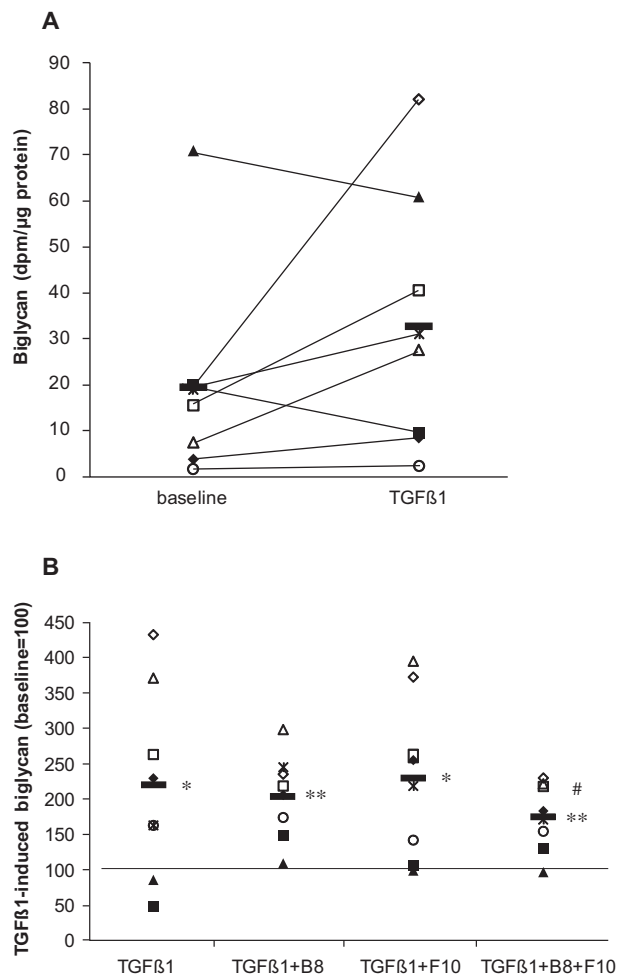 A
90
80
70
60
50
40
30
20
10
0
Biglycan (dpm/µg protein)
baseline TGFß1
B
450
400
350
300
250
200
150
100
50
0
TGFß1-induced biglycan (baseline=100)
* ** * # **
TGFß1 TGFß1+B8 TGFß1+F10 TGFß1+B8+F10